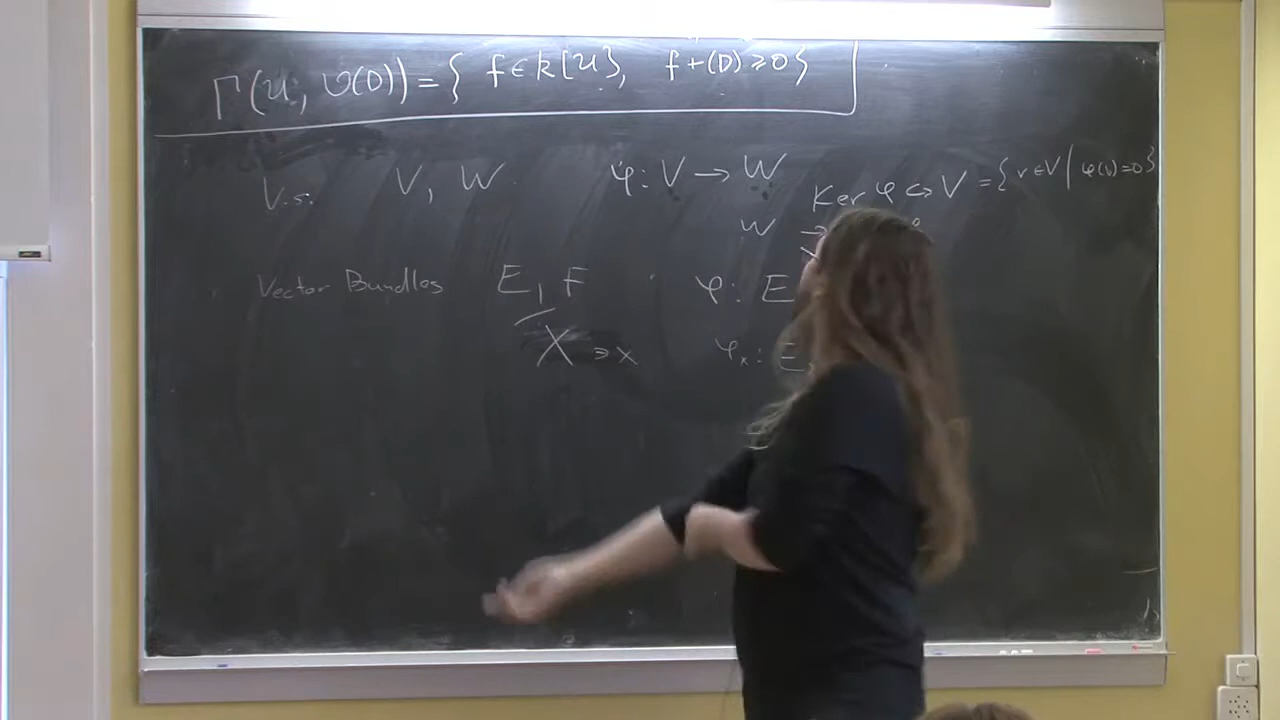 Γ(U, O(D)) = { f ∈ k[U}, f + (D) ⩾ 0 }
V.s. V, W φ: V → W
Ker φ ↪ V = { v ∈ V | φ(v) = 0 }
W →
Vector Bundles E, F φ: E
X ∋ x φₓ: E